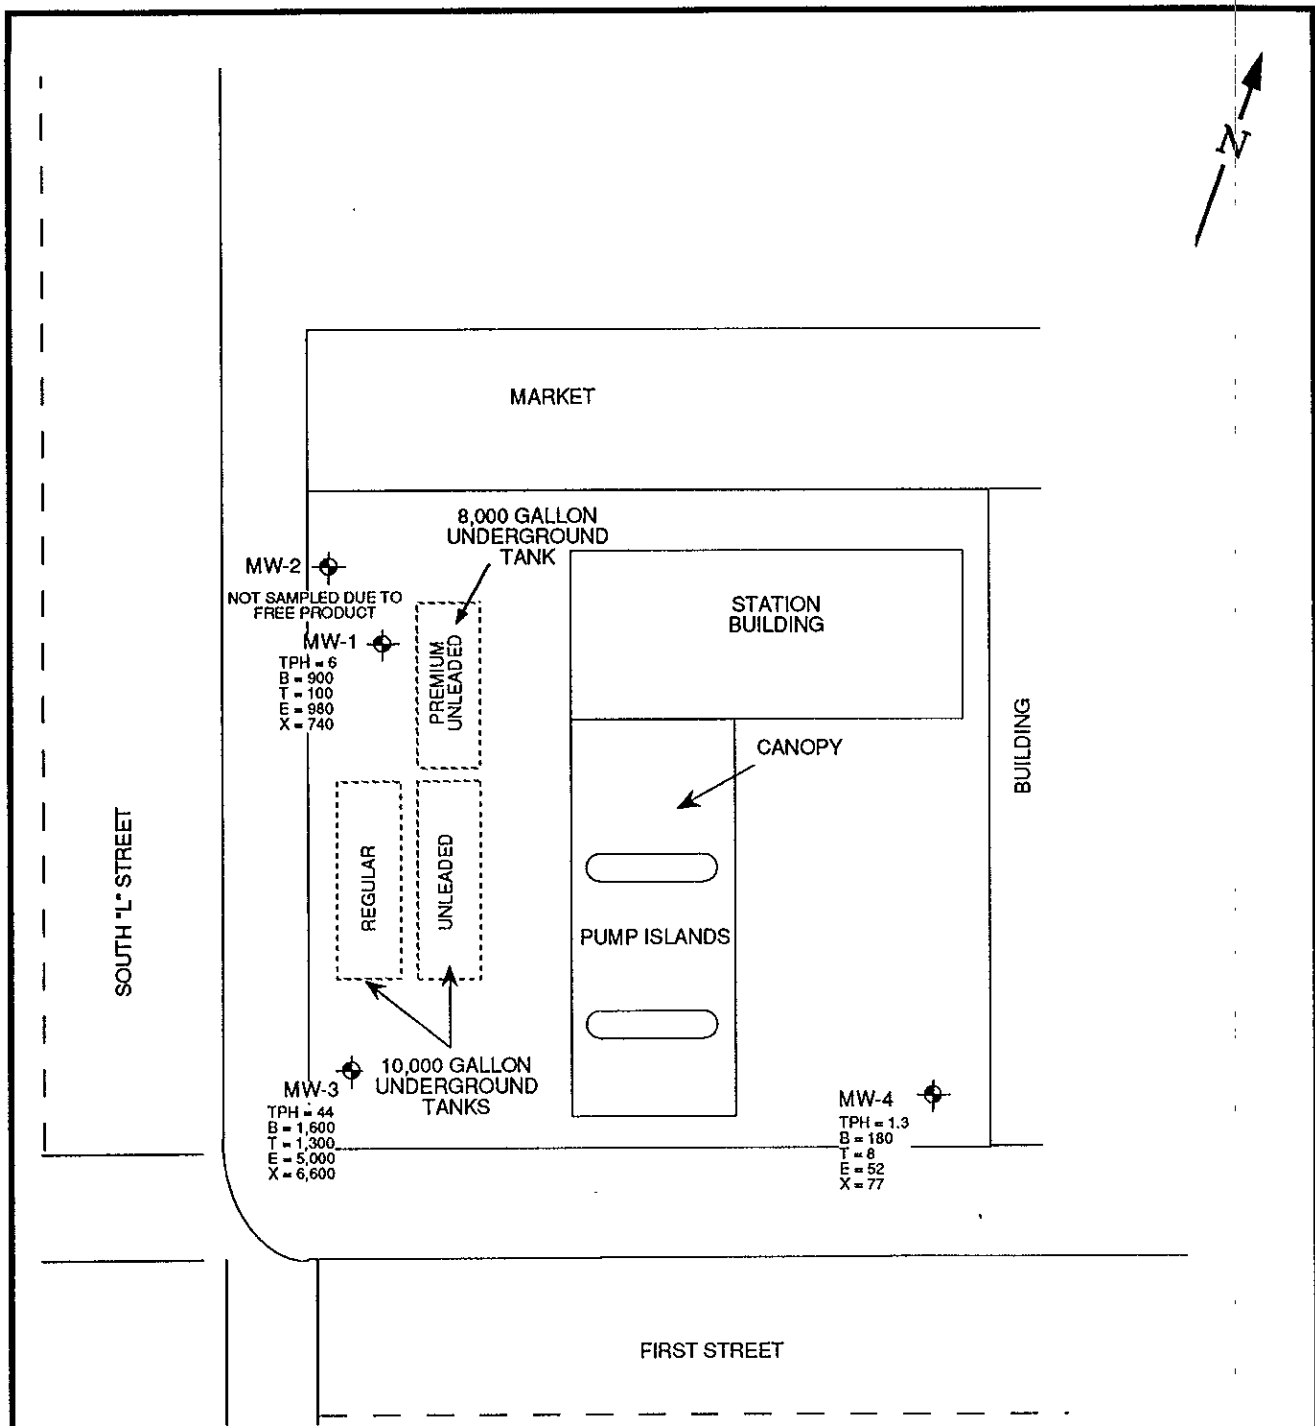 N
MARKET
8,000 GALLON
UNDERGROUND
TANK
MW-2
NOT SAMPLED DUE TO
FREE PRODUCT
MW-1
TPH = 6
B = 900
T = 100
E = 980
X = 740
PREMIUM
UNLEADED
STATION
BUILDING
CANOPY
BUILDING
SOUTH "L" STREET
REGULAR
UNLEADED
PUMP ISLANDS
10,000 GALLON
UNDERGROUND
TANKS
MW-3
TPH = 44
B = 1,600
T = 1,300
E = 5,000
X = 6,600
MW-4
TPH = 1.3
B = 180
T = 8
E = 52
X = 77
FIRST STREET